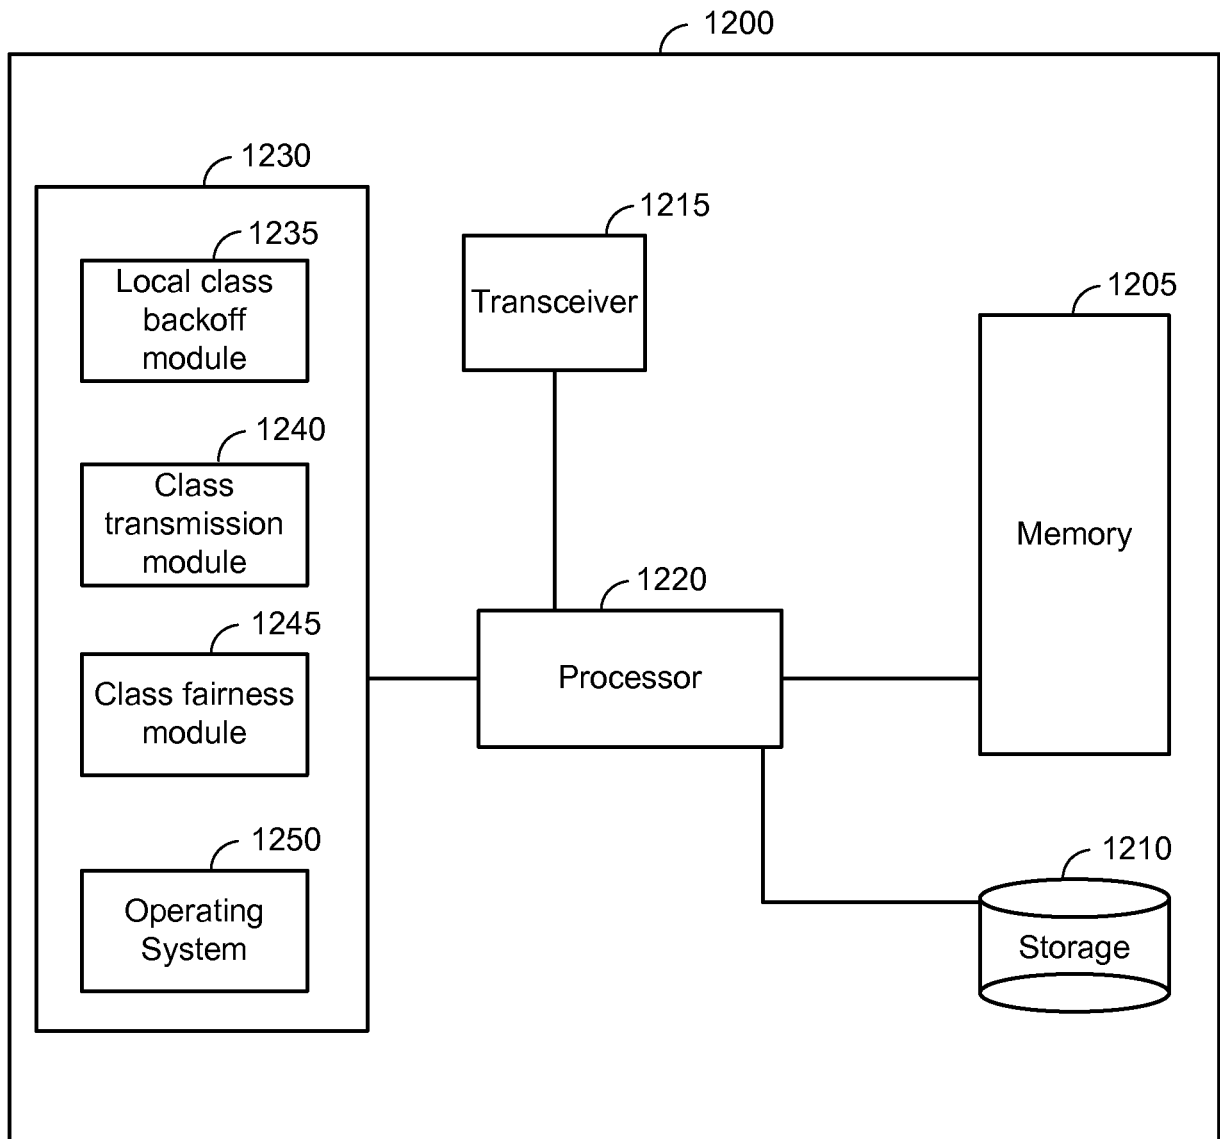 1200
1230
1235
Local class
backoff
module
1240
Class
transmission
module
1245
Class fairness
module
1250
Operating
System
1215
Transceiver
1220
Processor
1205
Memory
1210
Storage